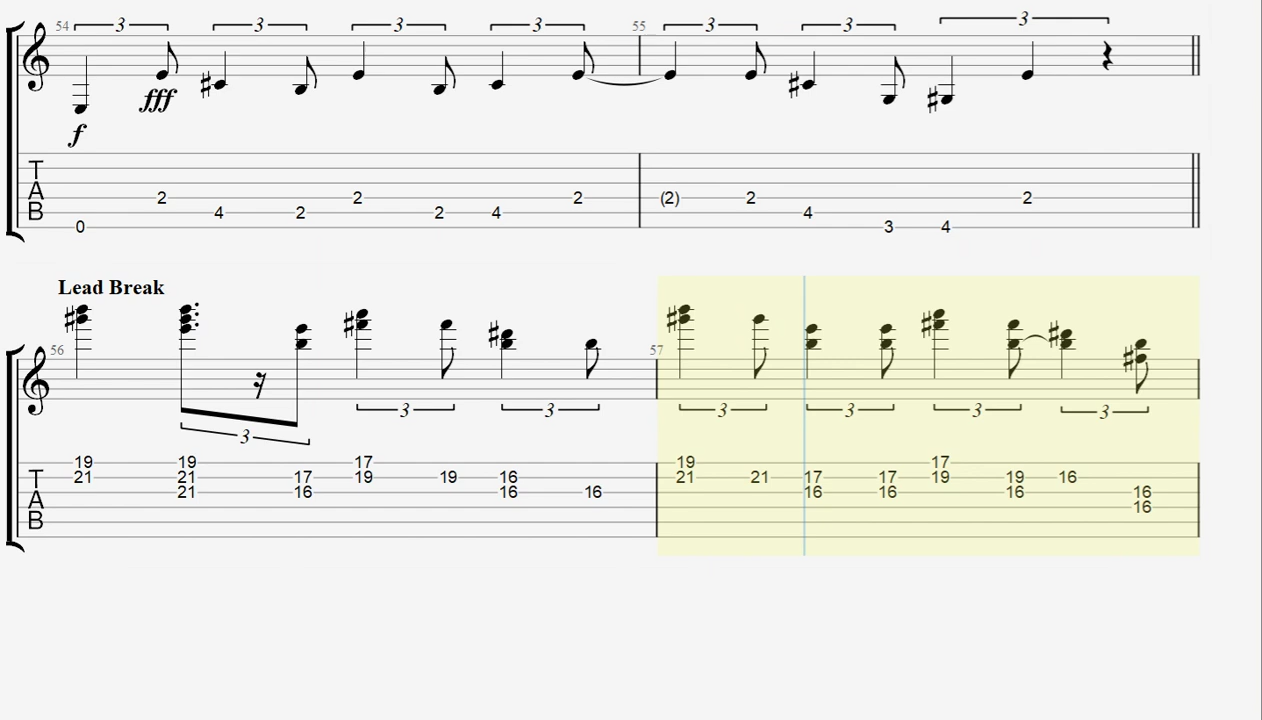 54 3 3 3 3 55 3 3 3
fff
f
T
A 2 2 2 (2) 2 2
B 4 2 2 4 4
0 3 4
Lead Break
56 57
3 3 3 3 3 3
3 3
19 19 17 19 17
T 21 21 17 19 19 16 21 17 17 19 19 16
A 21 16 16 16 16 16 16 16
16
B